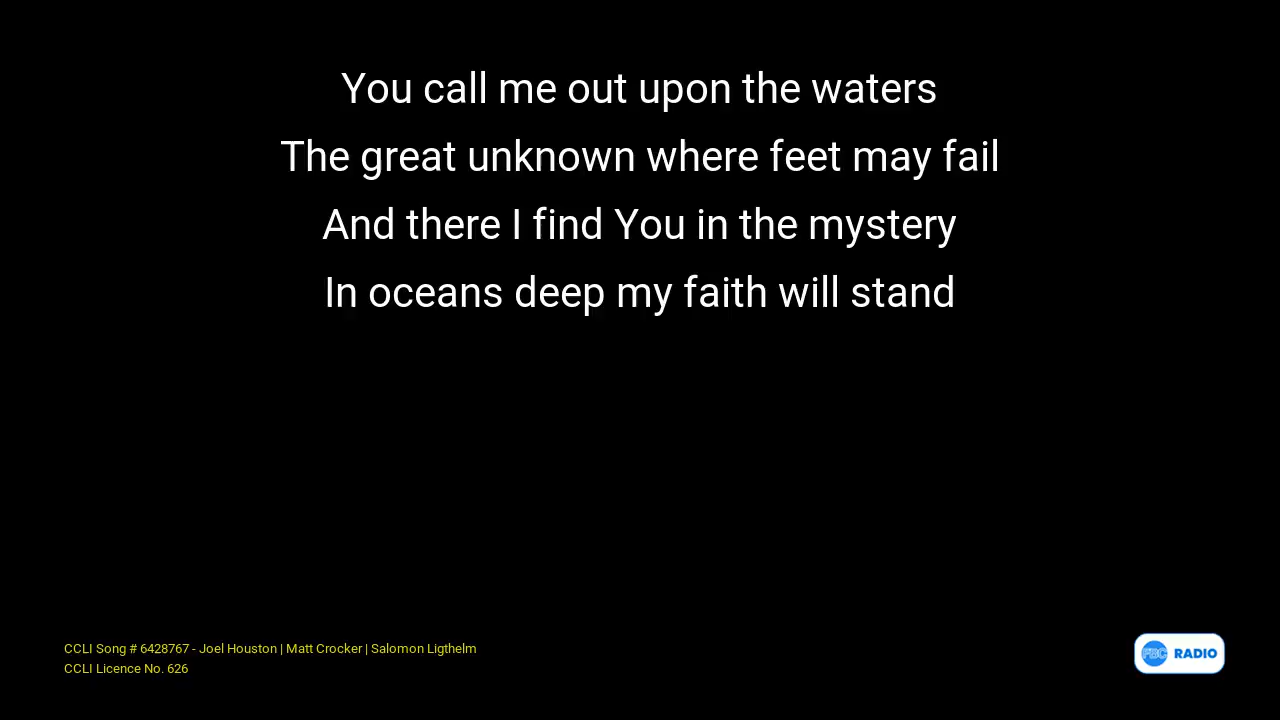 You call me out upon the waters
The great unknown where feet may fail
And there I find You in the mystery
In oceans deep my faith will stand
CCLI Song # 6428767 - Joel Houston | Matt Crocker | Salomon Ligthelm
CCLI Licence No. 626
FBC RADIO